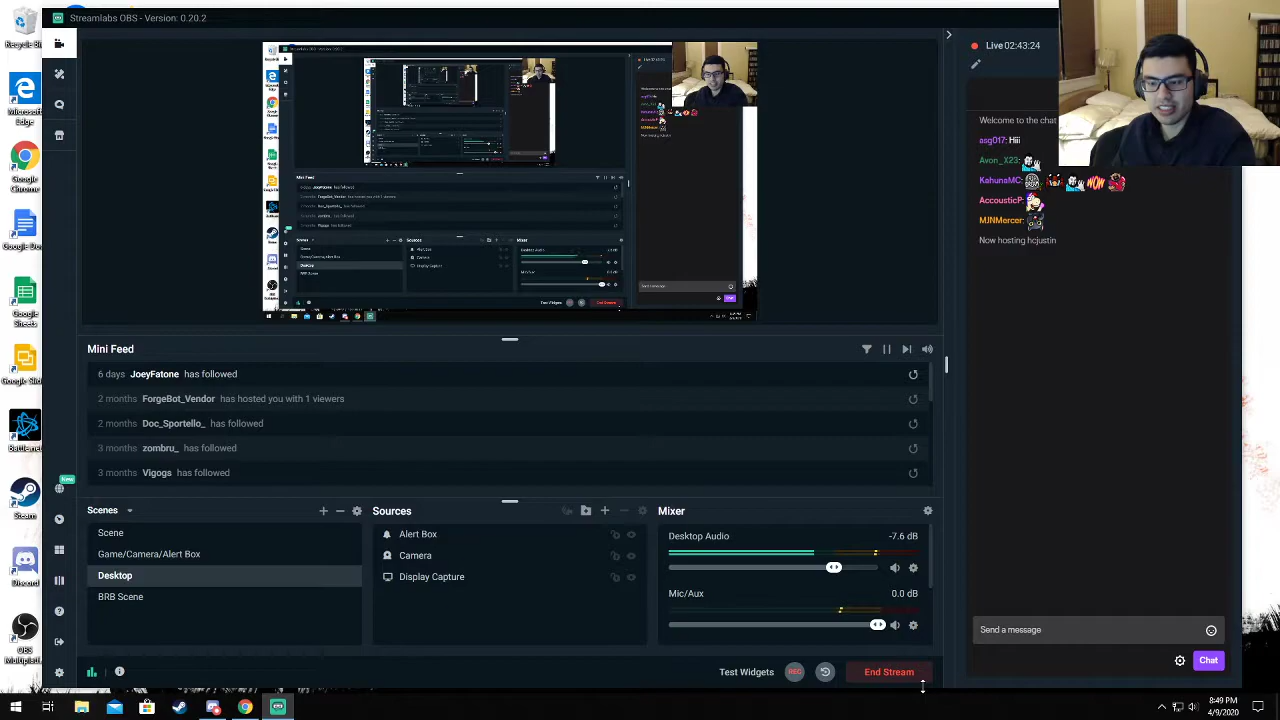 Streamlabs OBS - Version: 0.20.2
Recycle Bin
Microsoft
Edge
Google
Chrome
Google
Sheets
Battle.net
Steam
Discord
OBS
New
Live 02:43:24
Welcome to the chat
asg017: Hiii
Avon_X23:
KahunaMC: WOW
AccousticP:
MJNMercer:
Now hosting hcjustin
Mini Feed
6 days JoeyFatone has followed
2 months ForgeBot_Vendor has hosted you with 1 viewers
2 months Doc_Sportello_ has followed
3 months zombru_ has followed
3 months Vigogs has followed
Scenes
Scene
Game/Camera/Alert Box
Desktop
BRB Scene
Sources
Alert Box
Camera
Display Capture
Mixer
Desktop Audio -7.6 dB
Mic/Aux 0.0 dB
Test Widgets REC End Stream
Send a message
Chat
8:49 PM
4/9/2020